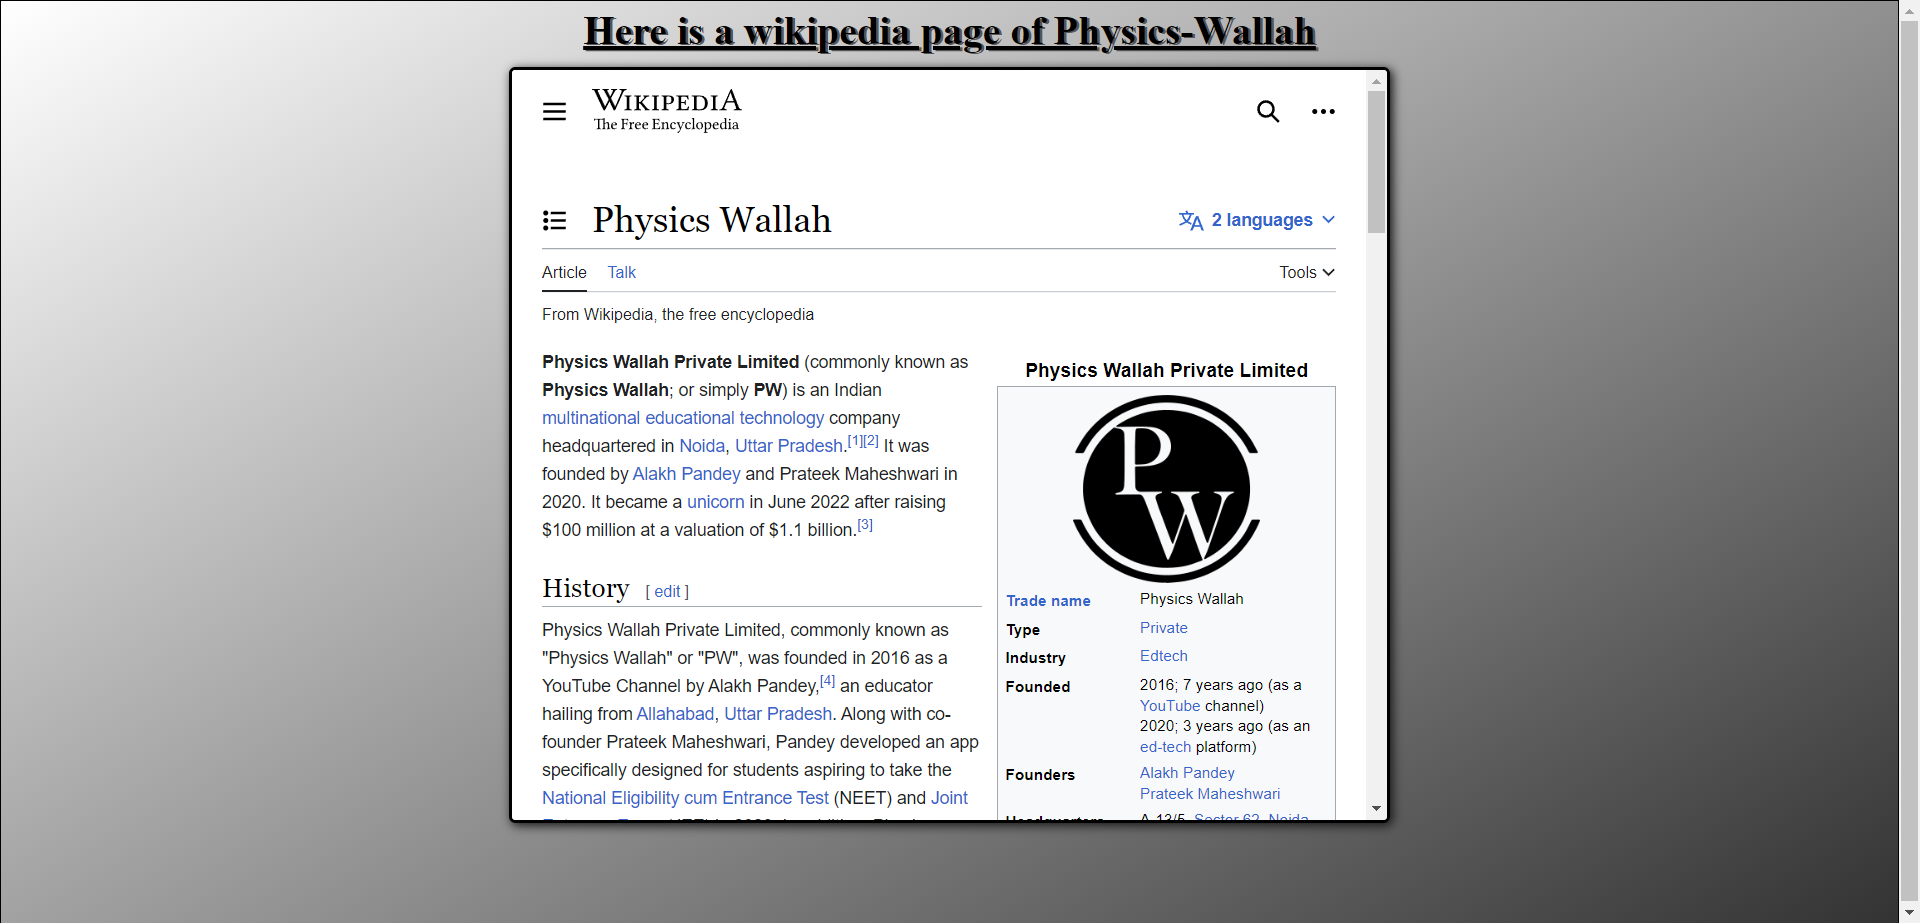 Here is a wikipedia page of Physics-Wallah
WIKIPEDIA
The Free Encyclopedia
Physics Wallah
2 languages
Article Talk
Tools
From Wikipedia, the free encyclopedia
Physics Wallah Private Limited (commonly known as
Physics Wallah; or simply PW) is an Indian
multinational educational technology company
headquartered in Noida, Uttar Pradesh.[1][2] It was
founded by Alakh Pandey and Prateek Maheshwari in
2020. It became a unicorn in June 2022 after raising
$100 million at a valuation of $1.1 billion.[3]
History [ edit ]
Physics Wallah Private Limited, commonly known as
"Physics Wallah" or "PW", was founded in 2016 as a
YouTube Channel by Alakh Pandey,[4] an educator
hailing from Allahabad, Uttar Pradesh. Along with co-
founder Prateek Maheshwari, Pandey developed an app
specifically designed for students aspiring to take the
National Eligibility cum Entrance Test (NEET) and Joint
Physics Wallah Private Limited
P
W
Trade name Physics Wallah
Type Private
Industry Edtech
Founded 2016; 7 years ago (as a
YouTube channel)
2020; 3 years ago (as an
ed-tech platform)
Founders Alakh Pandey
Prateek Maheshwari
Headquarters A-13/5, Sector 62, Noida